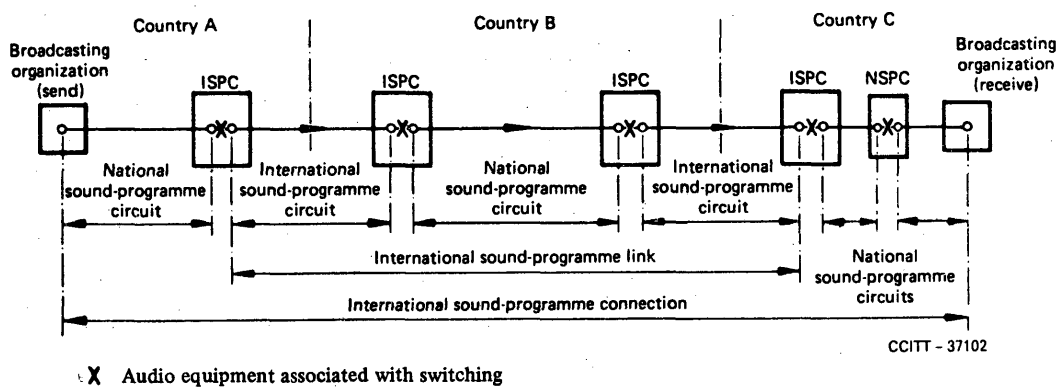 Country A
Country B
Country C
Broadcasting
organization
(send)
ISPC
ISPC
ISPC
ISPC
NSPC
Broadcasting
organization
(receive)
National
sound-programme
circuit
International
sound-programme
circuit
National
sound-programme
circuit
International
sound-programme
circuit
National
sound-programme
circuits
International sound-programme link
International sound-programme connection
CCITT – 37102
X Audio equipment associated with switching